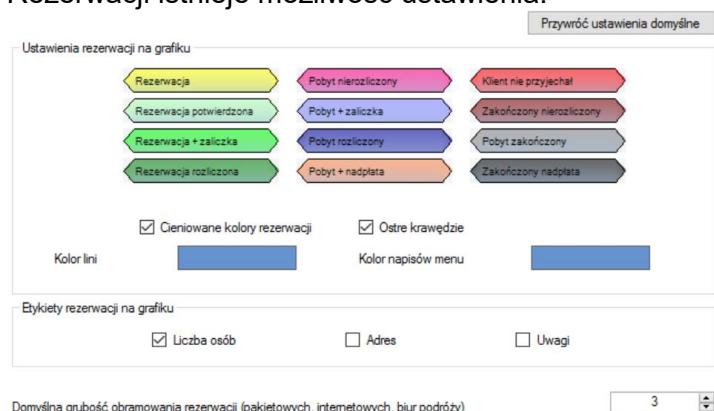 Rezerwacji istnieje możliwość ustawienia:
Przywróć ustawienia domyślne
Ustawienia rezerwacji na grafiku
Rezerwacja
Pobyt nierozliczony
Klient nie przyjechał
Rezerwacja potwierdzona
Pobyt + zaliczka
Zakończony nierozliczony
Rezerwacja + zaliczka
Pobyt rozliczony
Pobyt zakończony
Rezerwacja rozliczona
Pobyt + nadpłata
Zakończony nadpłata
Cieniowane kolory rezerwacji
Ostre krawędzie
Kolor lini
Kolor napisów menu
Etykiety rezerwacji na grafiku
Liczba osób
Adres
Uwagi
Domyślna grubość obramowania rezerwacji (pakietowych, internetowych, biur podróży)
3